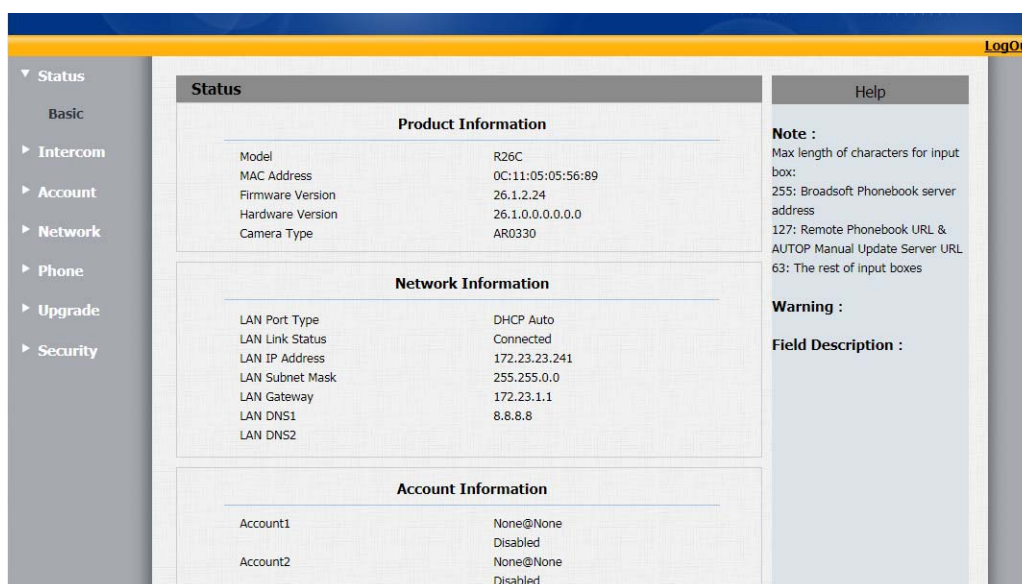 LogOu
Status
Basic
Intercom
Account
Network
Phone
Upgrade
Security
Status
Product Information
Model R26C
MAC Address 0C:11:05:05:56:89
Firmware Version 26.1.2.24
Hardware Version 26.1.0.0.0.0.0.0
Camera Type AR0330
Network Information
LAN Port Type DHCP Auto
LAN Link Status Connected
LAN IP Address 172.23.23.241
LAN Subnet Mask 255.255.0.0
LAN Gateway 172.23.1.1
LAN DNS1 8.8.8.8
LAN DNS2
Account Information
Account1 None@None
Disabled
Account2 None@None
Disabled
Help
Note :
Max length of characters for input
box:
255: Broadsoft Phonebook server
address
127: Remote Phonebook URL &
AUTOP Manual Update Server URL
63: The rest of input boxes
Warning :
Field Description :